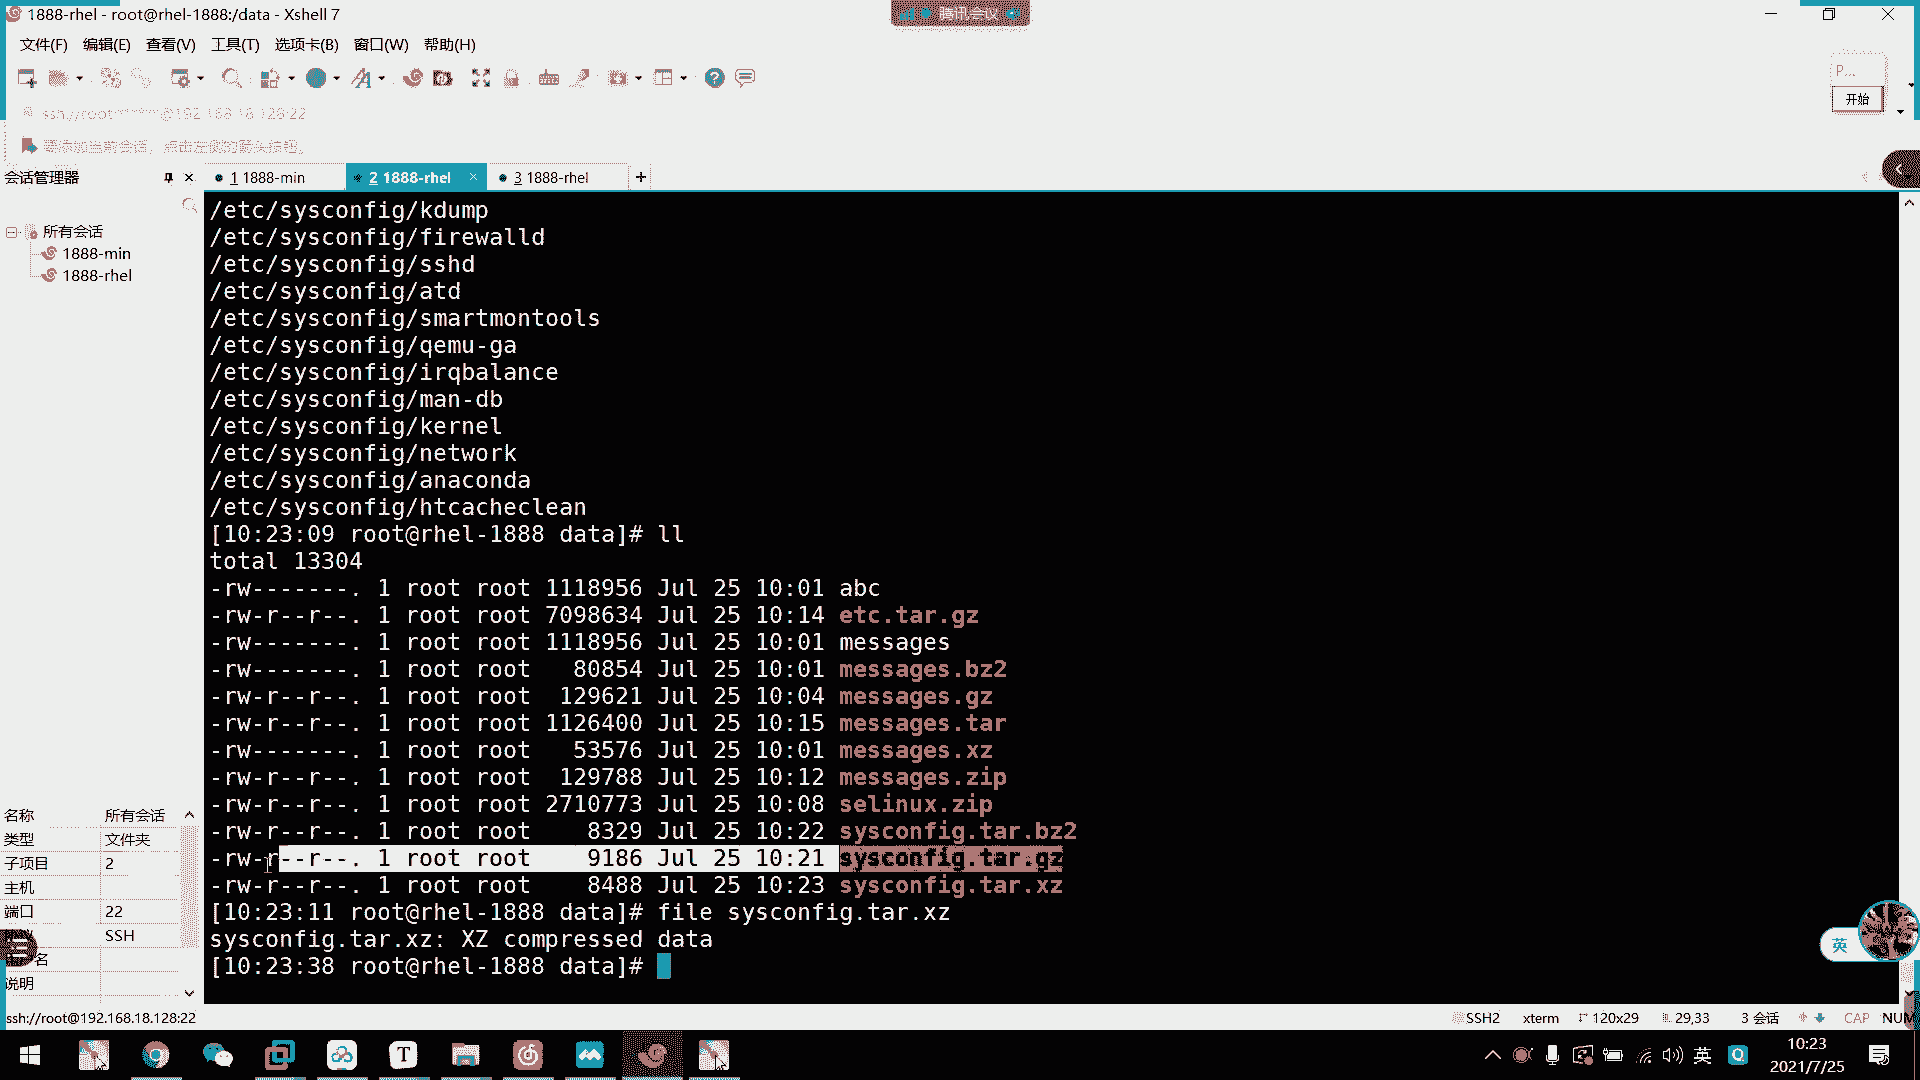 1888-rhel - root@rhel-1888:/data - Xshell 7
腾讯会议
文件(F) 编辑(E) 查看(V) 工具(T) 选项卡(B) 窗口(W) 帮助(H)
P...
开始
ssh://root:******@192.168.18.128:22
要添加当前会话，点击左侧的箭头按钮。
会话管理器
1 1888-min
2 1888-rhel
3 1888-rhel
所有会话
1888-min
1888-rhel
/etc/sysconfig/kdump
/etc/sysconfig/firewalld
/etc/sysconfig/sshd
/etc/sysconfig/atd
/etc/sysconfig/smartmontools
/etc/sysconfig/qemu-ga
/etc/sysconfig/irqbalance
/etc/sysconfig/man-db
/etc/sysconfig/kernel
/etc/sysconfig/network
/etc/sysconfig/anaconda
/etc/sysconfig/htcacheclean
[10:23:09 root@rhel-1888 data]# ll
total 13304
-rw-------. 1 root root 1118956 Jul 25 10:01 abc
-rw-r--r--. 1 root root 7098634 Jul 25 10:14 etc.tar.gz
-rw-------. 1 root root 1118956 Jul 25 10:01 messages
-rw-------. 1 root root 80854 Jul 25 10:01 messages.bz2
-rw-r--r--. 1 root root 129621 Jul 25 10:04 messages.gz
-rw-r--r--. 1 root root 1126400 Jul 25 10:15 messages.tar
-rw-------. 1 root root 53576 Jul 25 10:01 messages.xz
-rw-r--r--. 1 root root 129788 Jul 25 10:12 messages.zip
-rw-r--r--. 1 root root 2710773 Jul 25 10:08 selinux.zip
-rw-r--r--. 1 root root 8329 Jul 25 10:22 sysconfig.tar.bz2
-rw-r--r--. 1 root root 9186 Jul 25 10:21 sysconfig.tar.gz
-rw-r--r--. 1 root root 8488 Jul 25 10:23 sysconfig.tar.xz
[10:23:11 root@rhel-1888 data]# file sysconfig.tar.xz
sysconfig.tar.xz: XZ compressed data
[10:23:38 root@rhel-1888 data]#
名称 所有会话
类型 文件夹
子项目 2
主机
端口 22
SSH
名
说明
英
ssh://root@192.168.18.128:22
SSH2 xterm 120x29 29,33 3 会话 CAP NUM
T
英
Q
10:23
2021/7/25